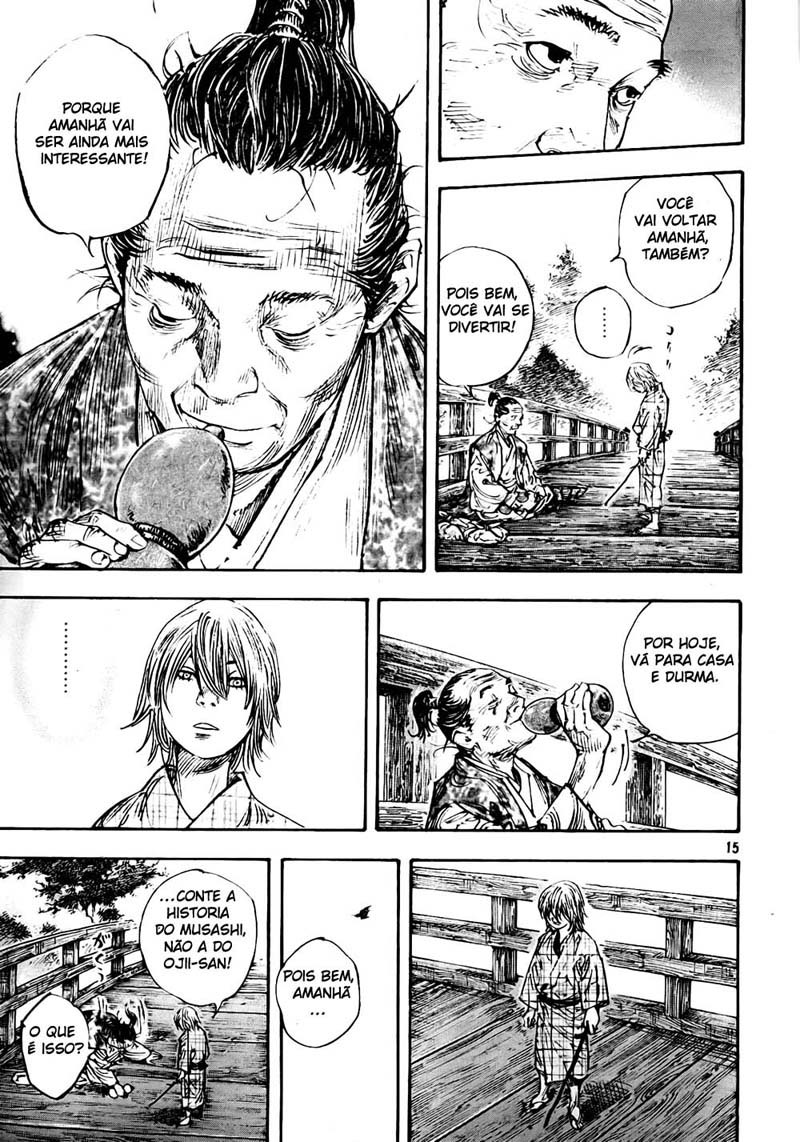 VOCÊ
VAI VOLTAR
AMANHÃ,
TAMBÉM?
......
POIS BEM,
VOCÊ VAI SE
DIVERTIR!
PORQUE
AMANHÃ VAI
SER AINDA MAIS
INTERESSANTE!
POR HOJE,
VÁ PARA CASA
E DURMA.
.........
15
POIS BEM,
AMANHÃ
...
...CONTE A
HISTORIA
DO MUSASHI,
NÃO A DO
OJII-SAN!
O QUE
É ISSO?